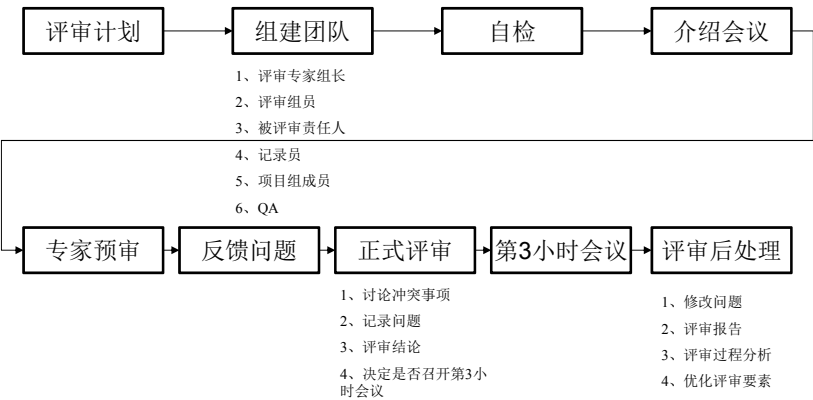 评审计划
组建团队
自检
介绍会议
1、评审专家组长
2、评审组员
3、被评审责任人
4、记录员
5、项目组成员
6、QA
专家预审
反馈问题
正式评审
第3小时会议
评审后处理
1、讨论冲突事项
2、记录问题
3、评审结论
4、决定是否召开第3小
时会议
1、修改问题
2、评审报告
3、评审过程分析
4、优化评审要素